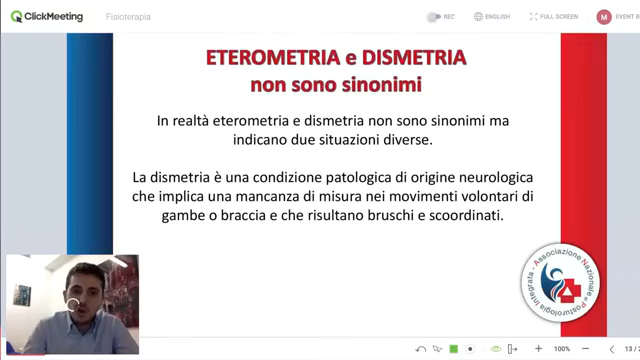 ClickMeeting
Fisioterapia
REC
ENGLISH
FULL SCREEN
M
EVENT B
ETEROMETRIA e DISMETRIA
non sono sinonimi
In realtà eterometria e dismetria non sono sinonimi ma
indicano due situazioni diverse.
La dismetria è una condizione patologica di origine neurologica
che implica una mancanza di misura nei movimenti volontari di
gambe o braccia e che risultano bruschi e scoordinati.
Associazione Nazionale di Posturologia Integrata
100%
13 / 2